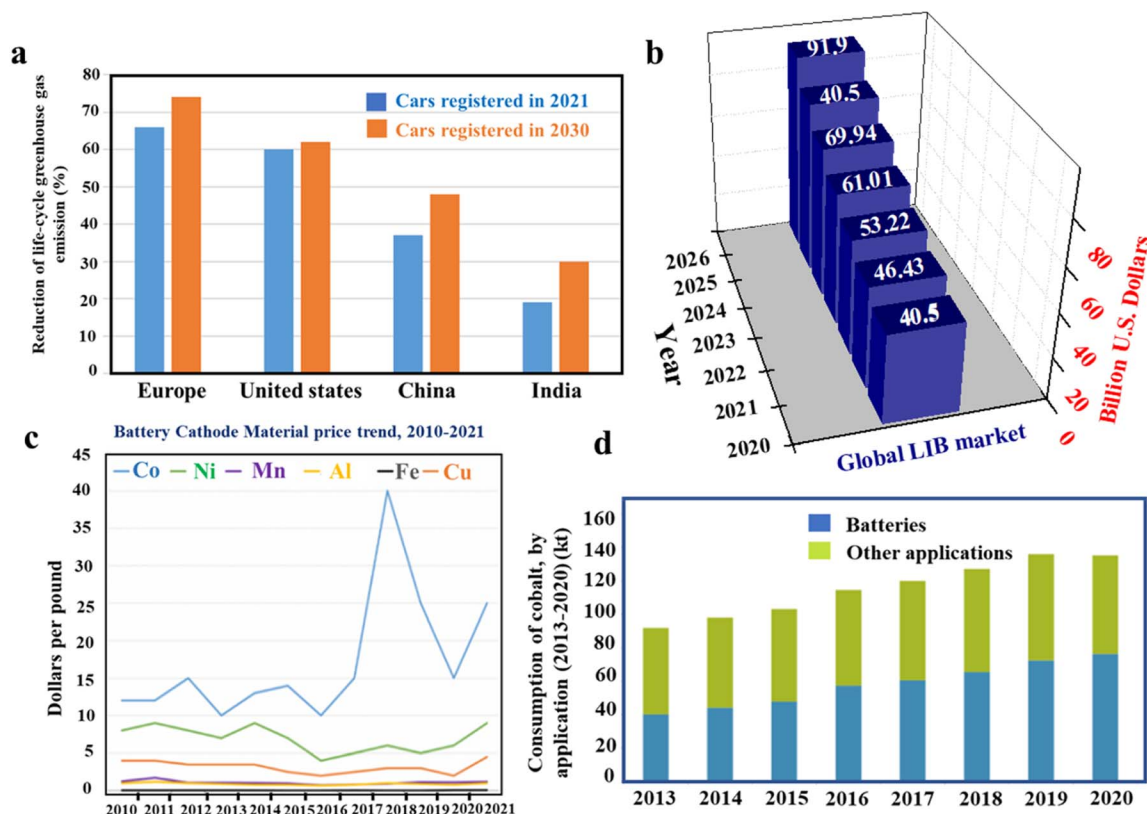 a
Reduction of life-cycle greenhouse gas
emission (%)
80
70
60
50
40
30
20
10
0
Cars registered in 2021
Cars registered in 2030
Europe United states China India
b
91.9
40.5
69.94
61.01
53.22
46.43
40.5
2026
2025
2024
2023
2022
2021
2020
Year
80
60
40
20
0
Billion U.S. Dollars
Global LIB market
c
Battery Cathode Material price trend, 2010-2021
Dollars per pound
45
40
35
30
25
20
15
10
5
0
Co Ni Mn Al Fe Cu
2010 2011 2012 2013 2014 2015 2016 2017 2018 2019 2020 2021
d
Consumption of cobalt, by
application (2013-2020) (kt)
160
140
120
100
80
60
40
20
0
Batteries
Other applications
2013 2014 2015 2016 2017 2018 2019 2020